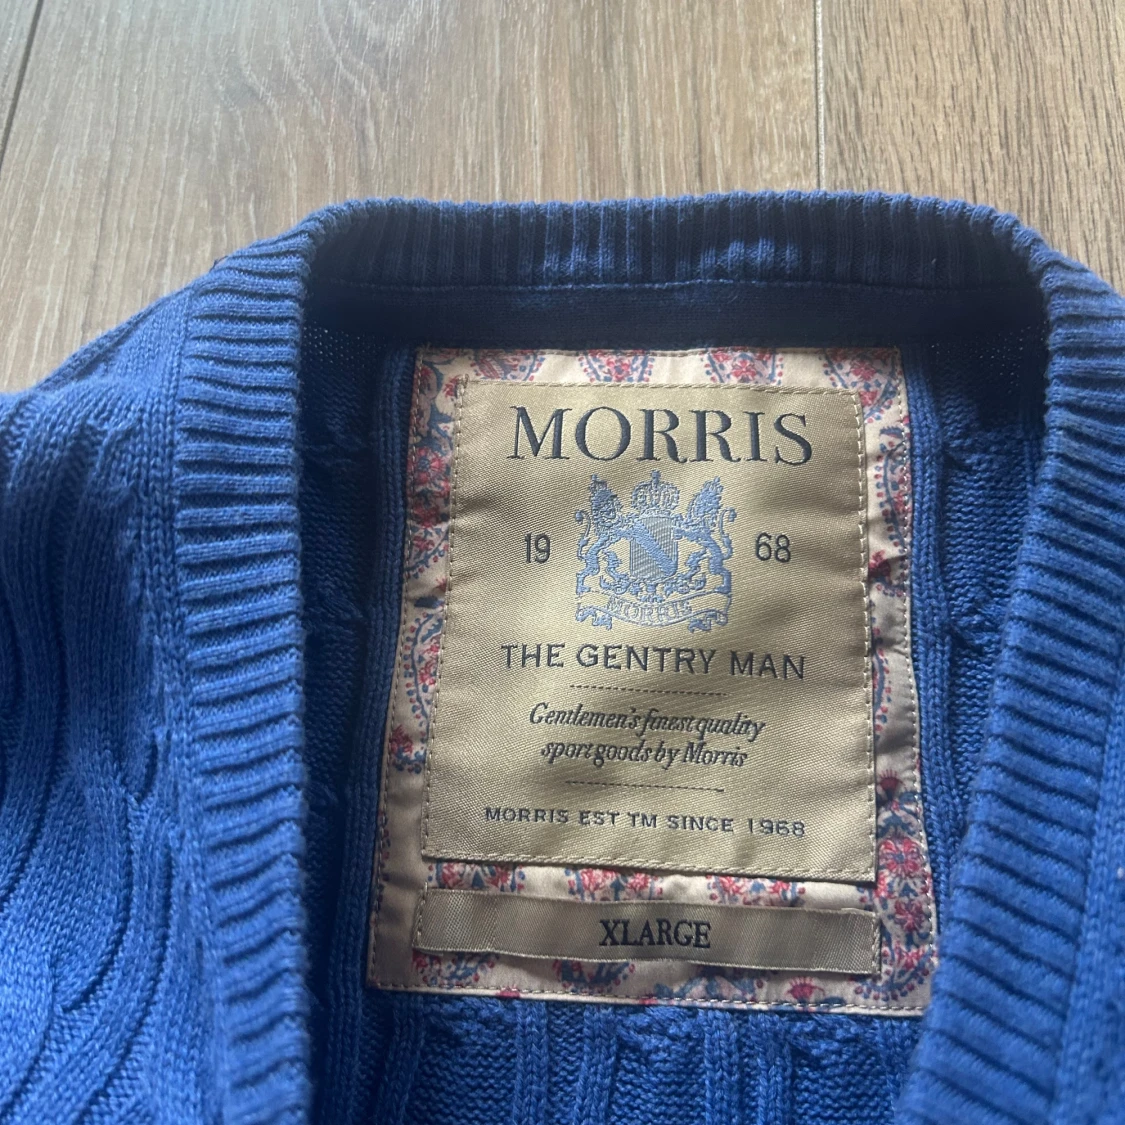 MORRIS
19 68
MORRIS
THE GENTRY MAN
Gentlemen's finest quality
sport goods by Morris
MORRIS EST TM SINCE 1968
XLARGE